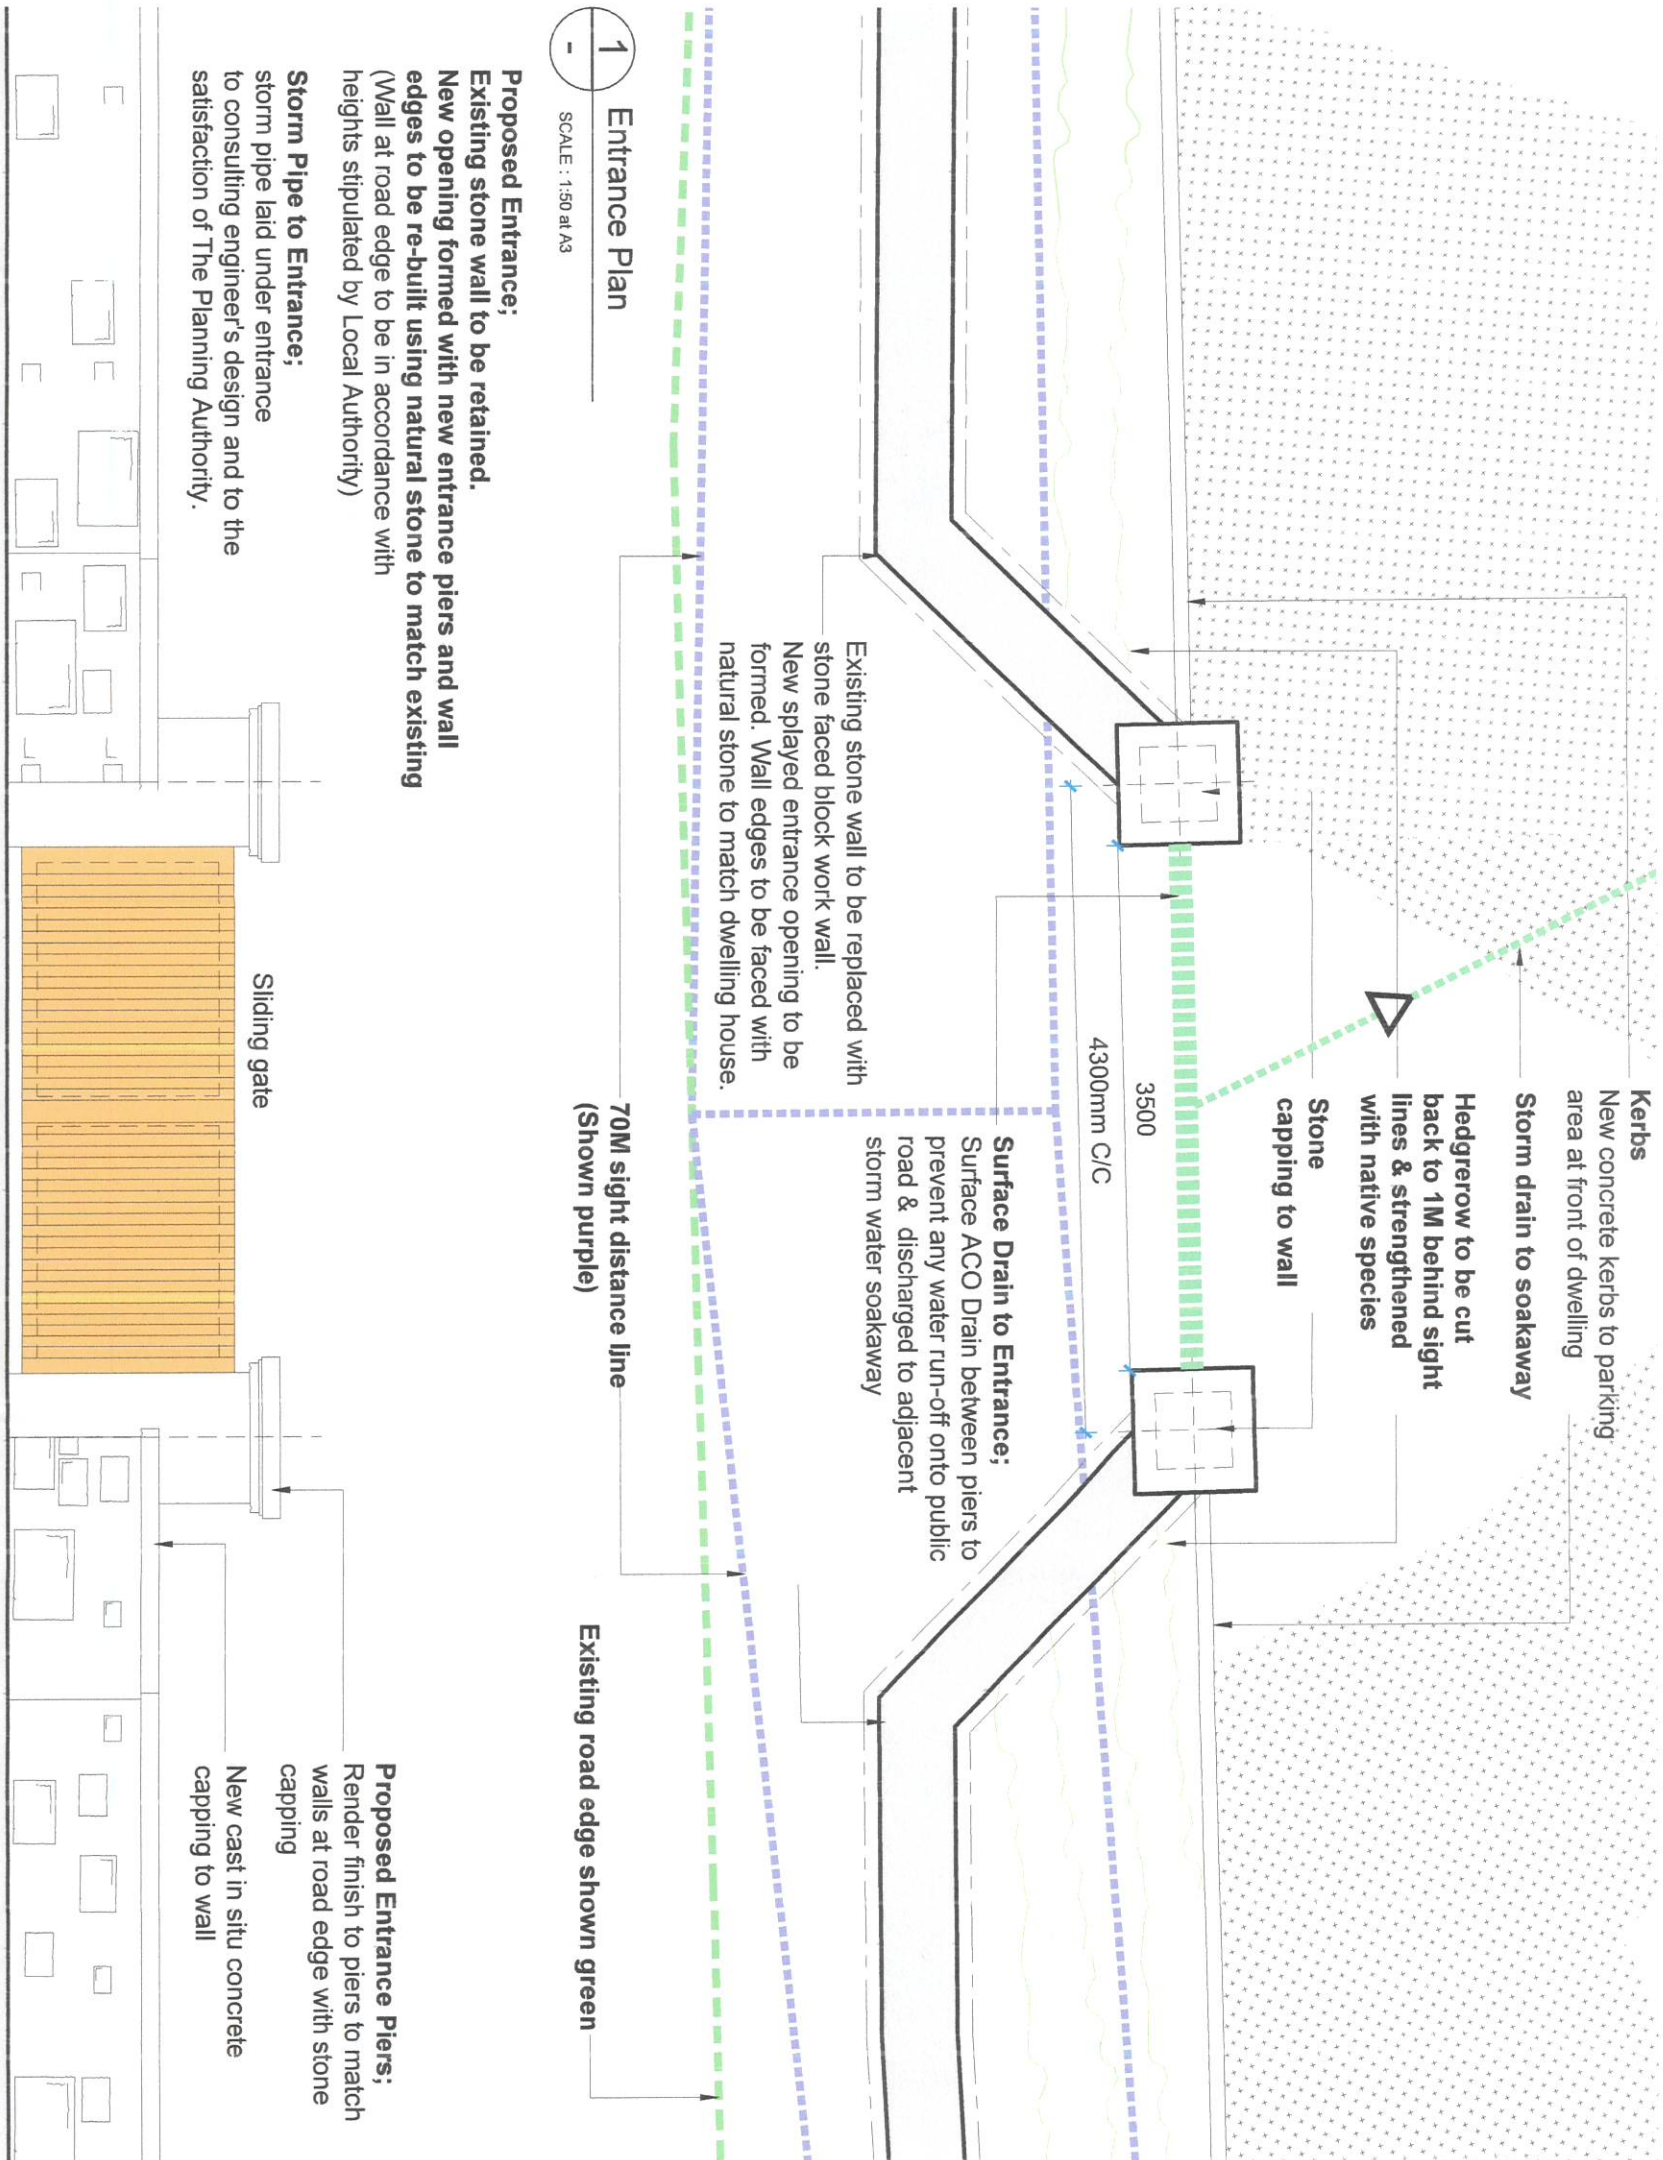 Kerbs
New concrete kerbs to parking
area at front of dwelling
Storm drain to soakaway
Hedgrerow to be cut
back to 1M behind sight
lines & strengthened
with native species
Stone
capping to wall
3500
4300mm C/C
Surface Drain to Entrance;
Surface ACO Drain between piers to
prevent any water run-off onto public
road & discharged to adjacent
storm water soakaway
Existing stone wall to be replaced with
stone faced block work wall.
New splayed entrance opening to be
formed. Wall edges to be faced with
natural stone to match dwelling house.
70M sight distance line
(Shown purple)
Existing road edge shown green
1
-
Entrance Plan
SCALE : 1:50 at A3
Proposed Entrance;
Existing stone wall to be retained.
New opening formed with new entrance piers and wall
edges to be re-built using natural stone to match existing
(Wall at road edge to be in accordance with
heights stipulated by Local Authority)
Storm Pipe to Entrance;
storm pipe laid under entrance
to consulting engineer's design and to the
satisfaction of The Planning Authority.
Sliding gate
Proposed Entrance Piers;
Render finish to piers to match
walls at road edge with stone
capping
New cast in situ concrete
capping to wall